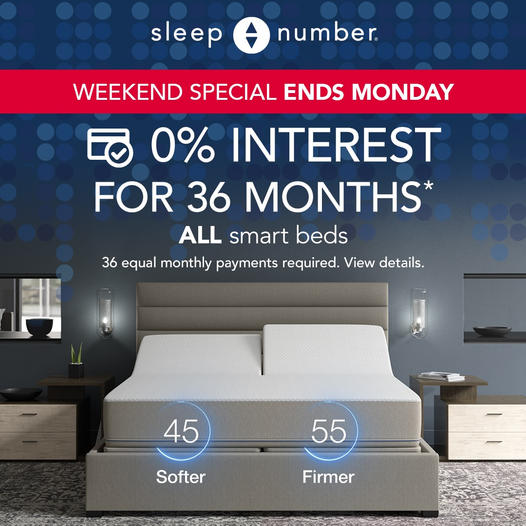 sleep number
WEEKEND SPECIAL ENDS MONDAY
0% INTEREST
FOR 36 MONTHS*
ALL smart beds
36 equal monthly payments required. View details.
45 55
Softer Firmer